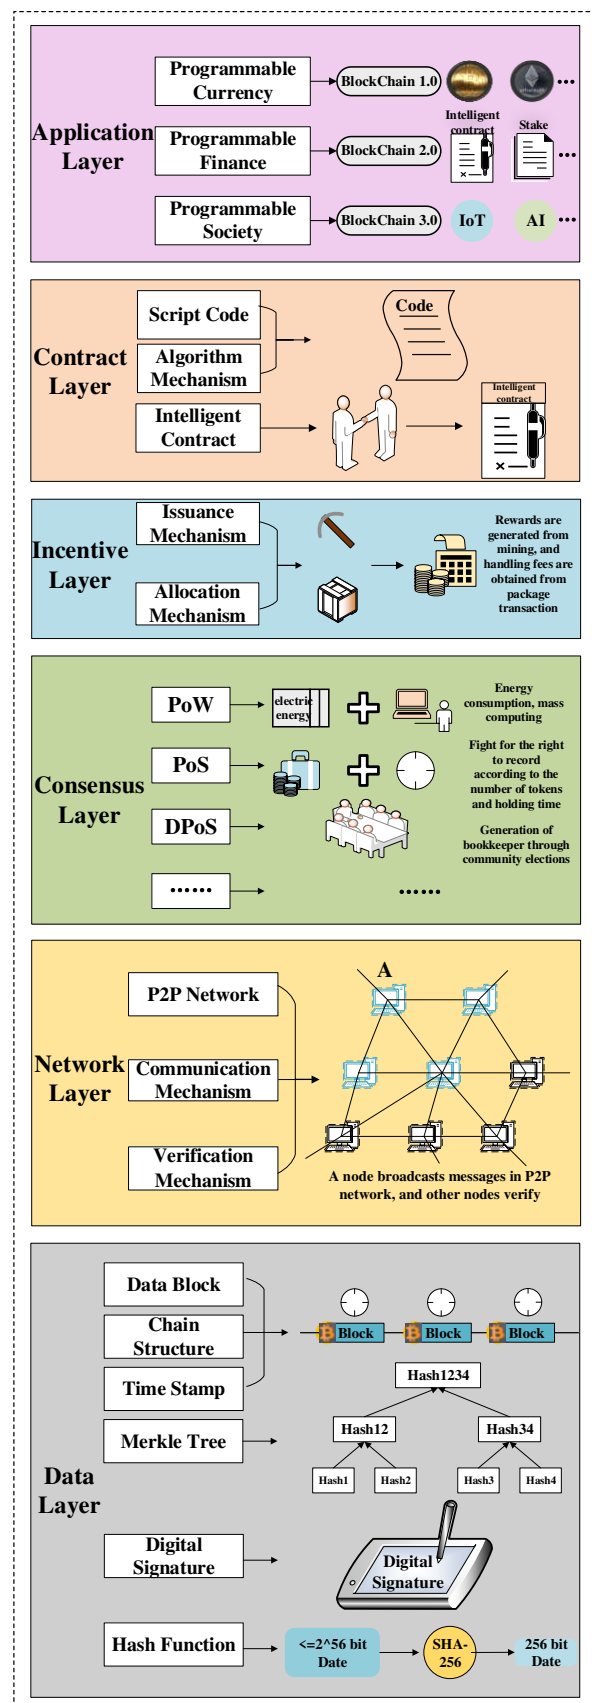 Application
Layer
Programmable
Currency
BlockChain 1.0
ethereum
Programmable
Finance
BlockChain 2.0
Intelligent
contract
Stake
Programmable
Society
BlockChain 3.0
IoT
AI
Contract
Layer
Script Code
Algorithm
Mechanism
Code
Intelligent
Contract
Intelligent
contract
Incentive
Layer
Issuance
Mechanism
Allocation
Mechanism
Rewards are
generated from
mining, and
handling fees are
obtained from
package
transaction
Consensus
Layer
PoW
electric
energy
Energy
consumption, mass
computing
PoS
Fight for the right
to record
according to the
number of tokens
and holding time
DPoS
Generation of
bookkeeper through
community elections
……
……
Network
Layer
P2P Network
Communication
Mechanism
Verification
Mechanism
A
A node broadcasts messages in P2P
network, and other nodes verify
Data
Layer
Data Block
Chain
Structure
Time Stamp
Block
Block
Block
Merkle Tree
Hash1234
Hash12
Hash34
Hash1
Hash2
Hash3
Hash4
Digital
Signature
Digital
Signature
Hash Function
<=2^56 bit
Date
SHA-
256
256 bit
Date